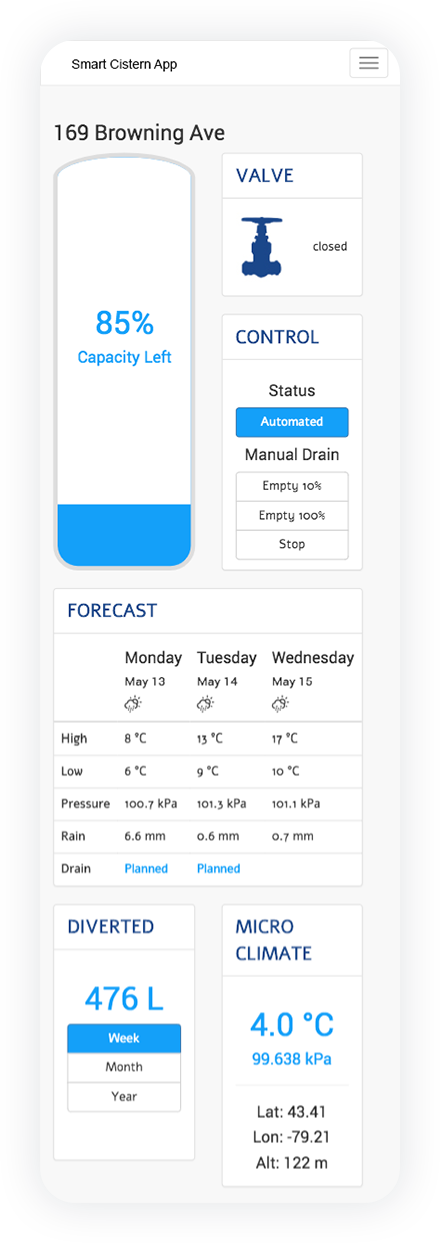 Smart Cistern App
169 Browning Ave
85%
Capacity Left
VALVE
closed
CONTROL
Status
Automated
Manual Drain
Empty 10%
Empty 100%
Stop
FORECAST
Monday Tuesday Wednesday
May 13 May 14 May 15
High 8 °C 13 °C 17 °C
Low 6 °C 9 °C 10 °C
Pressure 100.7 kPa 101.3 kPa 101.1 kPa
Rain 6.6 mm 0.6 mm 0.7 mm
Drain Planned Planned
DIVERTED
476 L
Week
Month
Year
MICRO
CLIMATE
4.0 °C
99.638 kPa
Lat: 43.41
Lon: -79.21
Alt: 122 m